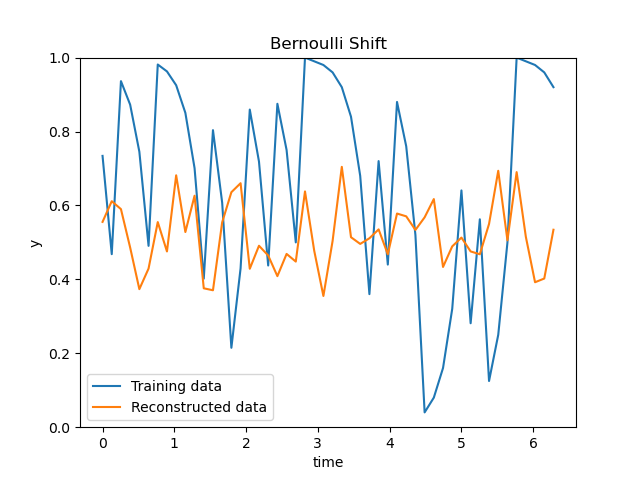 Bernoulli Shift
1.0
0.8
0.6
0.4
0.2
0.0
y
Training data
Reconstructed data
0 1 2 3 4 5 6
time